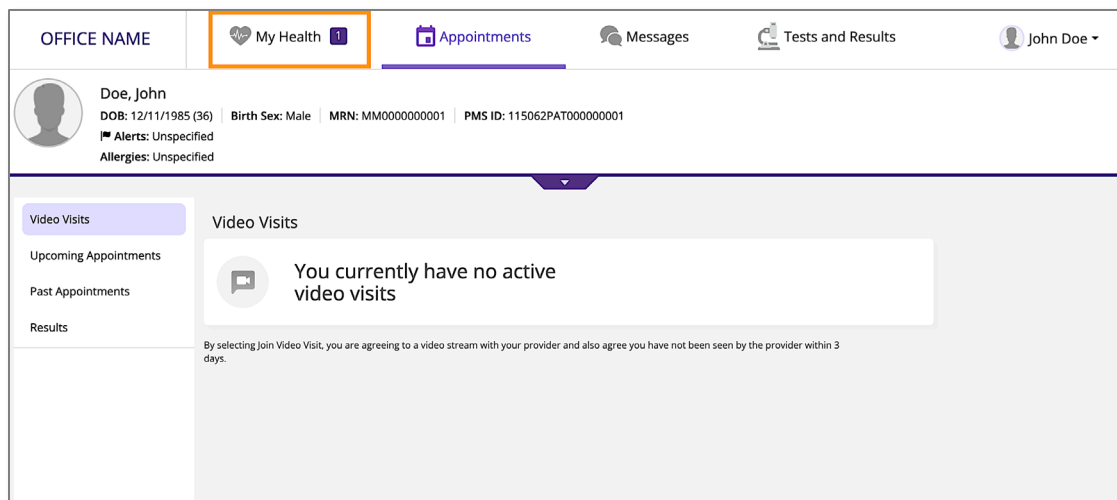 OFFICE NAME
My Health 1
Appointments
Messages
Tests and Results
John Doe
Doe, John
DOB: 12/11/1985 (36) Birth Sex: Male MRN: MM0000000001 PMS ID: 115062PAT000000001
Alerts: Unspecified
Allergies: Unspecified
Video Visits
Upcoming Appointments
Past Appointments
Results
Video Visits
You currently have no active
video visits
By selecting Join Video Visit, you are agreeing to a video stream with your provider and also agree you have not been seen by the provider within 3
days.